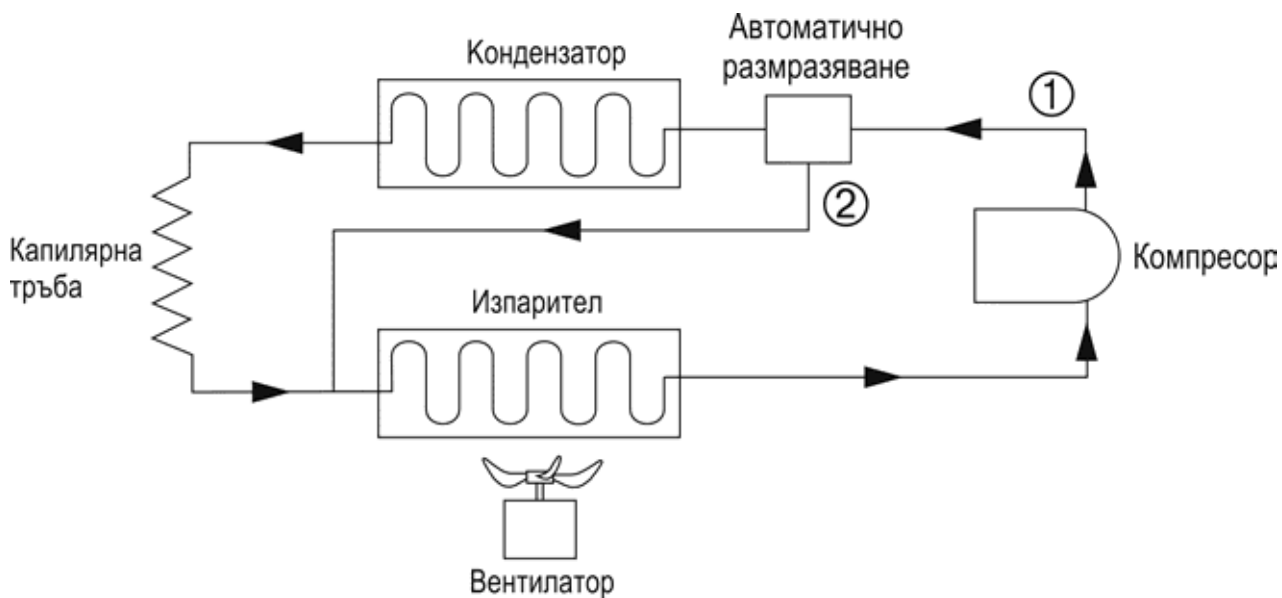 Кондензатор
Автоматично
размразяване
①
②
Капилярна
тръба
Компресор
Изпарител
Вентилатор